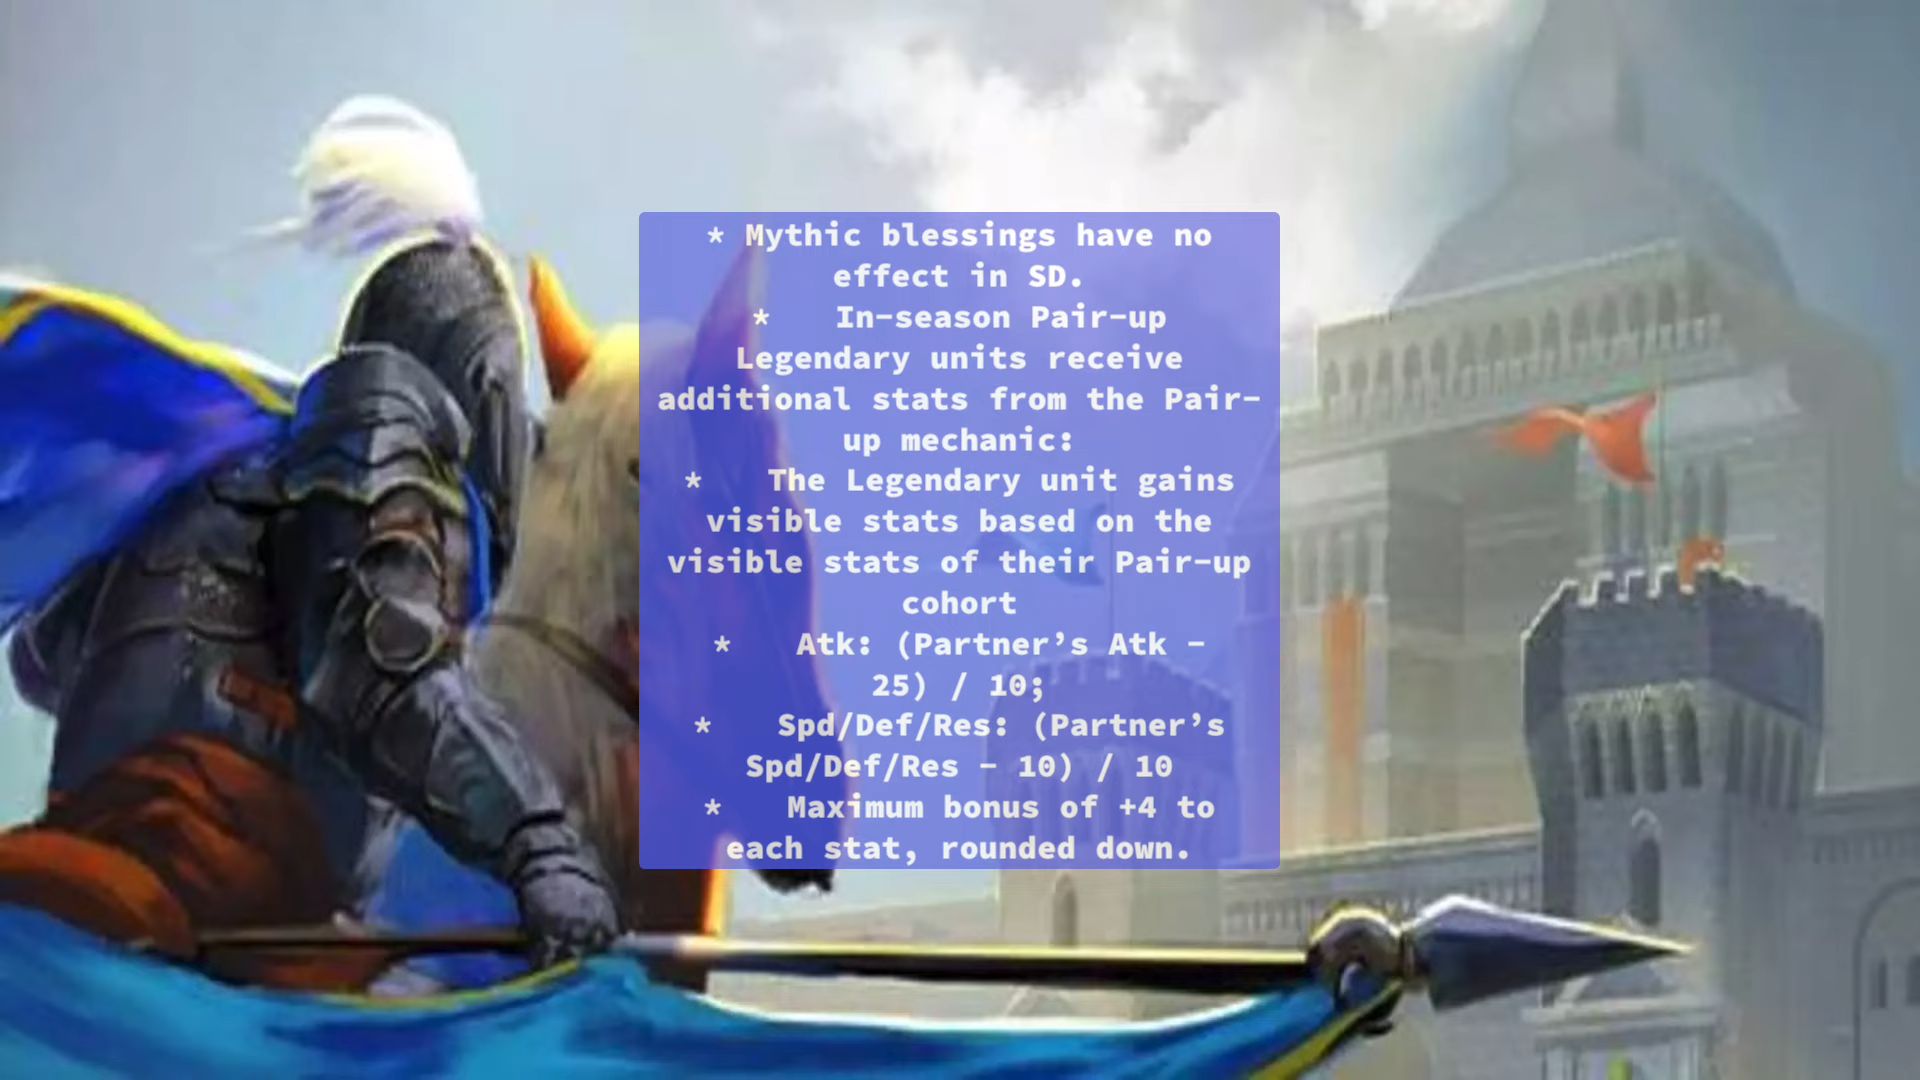 * Mythic blessings have no
effect in SD.
* In-season Pair-up
Legendary units receive
additional stats from the Pair-
up mechanic:
* The Legendary unit gains
visible stats based on the
visible stats of their Pair-up
cohort
* Atk: (Partner’s Atk −
25) / 10;
* Spd/Def/Res: (Partner’s
Spd/Def/Res − 10) / 10
* Maximum bonus of +4 to
each stat, rounded down.